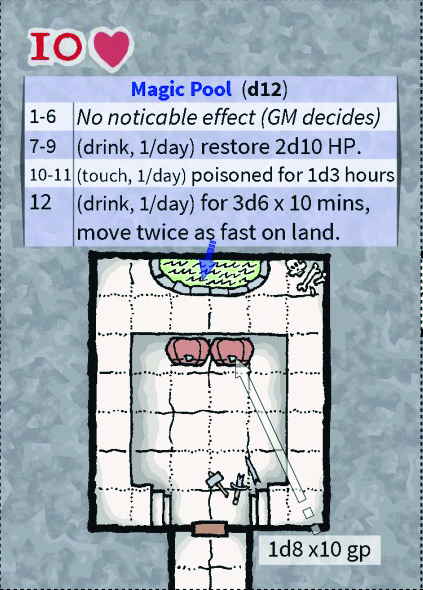 10
Magic Pool (d12)
1-6 No noticable effect (GM decides)
7-9 (drink, 1/day) restore 2d10 HP.
10-11 (touch, 1/day) poisoned for 1d3 hours
12 (drink, 1/day) for 3d6 x 10 mins,
move twice as fast on land.
1d8 x10 gp